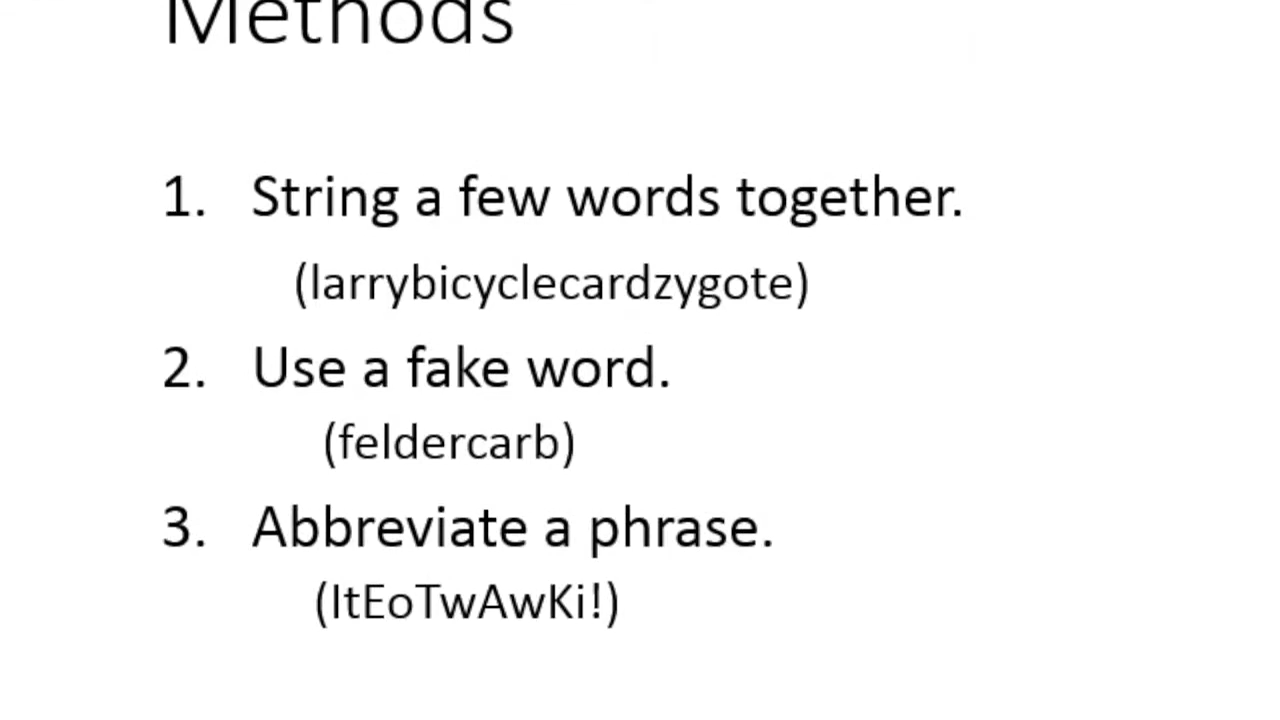 Methods
1. String a few words together.
(larrybicyclecardzygote)
2. Use a fake word.
(feldercarb)
3. Abbreviate a phrase.
(ItEoTwAwKi!)